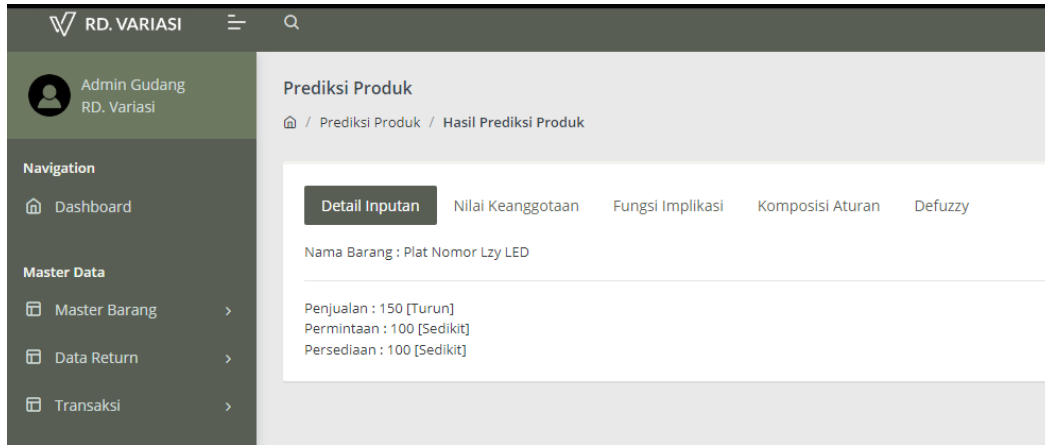 RD. VARIASI
Admin Gudang
RD. Variasi
Navigation
Dashboard
Master Data
Master Barang
Data Return
Transaksi
Prediksi Produk
/ Prediksi Produk / Hasil Prediksi Produk
Detail Inputan Nilai Keanggotaan Fungsi Implikasi Komposisi Aturan Defuzzy
Nama Barang : Plat Nomor Lzy LED
Penjualan : 150 [Turun]
Permintaan : 100 [Sedikit]
Persediaan : 100 [Sedikit]